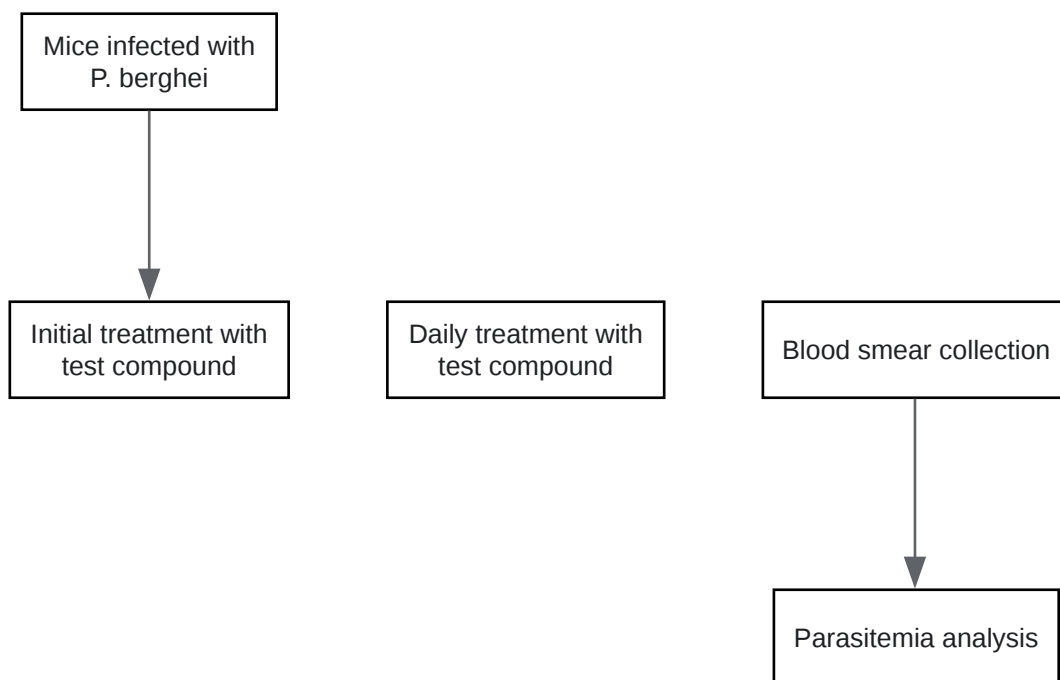 Mice infected with
P. berghei
Initial treatment with
test compound
Daily treatment with
test compound
Blood smear collection
Parasitemia analysis